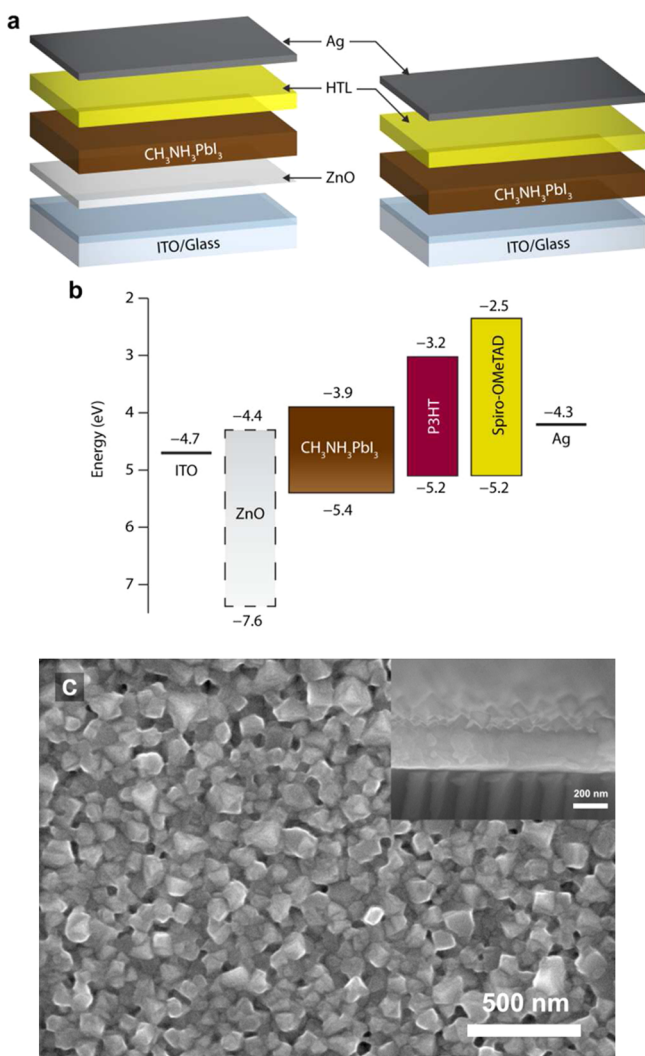 a
Ag
HTL
CH₃NH₃PbI₃
ZnO
ITO/Glass
CH₃NH₃PbI₃
ITO/Glass
b
Energy (eV)
2
3
4
5
6
7
−4.7
ITO
−4.4
ZnO
−7.6
−3.9
CH₃NH₃PbI₃
−5.4
−3.2
P3HT
−5.2
−2.5
Spiro-OMeTAD
−5.2
−4.3
Ag
c
200 nm
500 nm